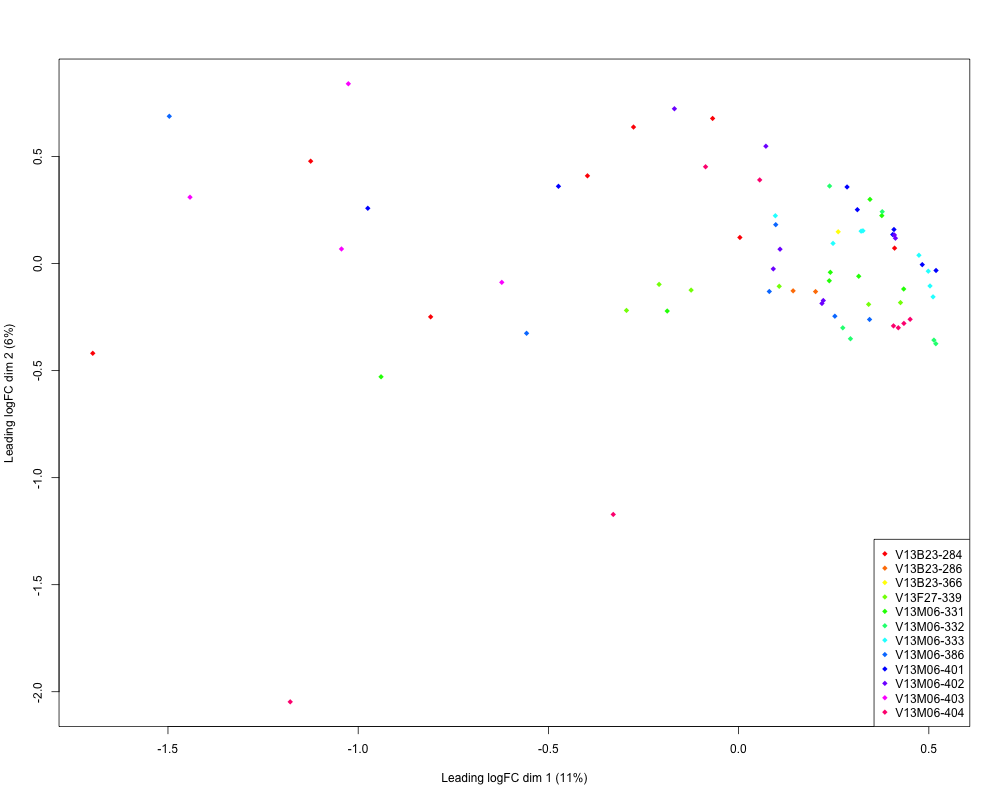 0.5
0.0
-0.5
-1.0
-1.5
-2.0
Leading logFC dim 2 (6%)
V13B23-284
V13B23-286
V13B23-366
V13F27-339
V13M06-331
V13M06-332
V13M06-333
V13M06-386
V13M06-401
V13M06-402
V13M06-403
V13M06-404
-1.5 -1.0 -0.5 0.0 0.5
Leading logFC dim 1 (11%)